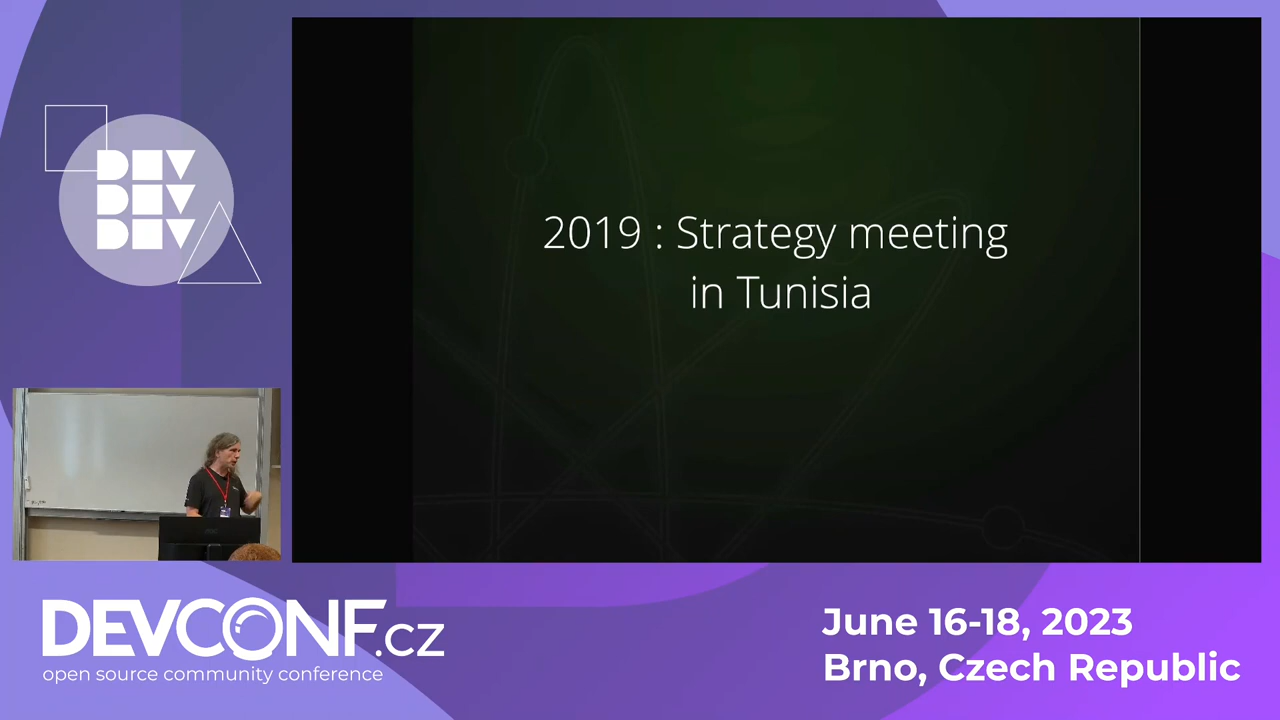 DEV
DEV
DEV
2019 : Strategy meeting
in Tunisia
DEVCONF.cz
open source community conference
June 16-18, 2023
Brno, Czech Republic